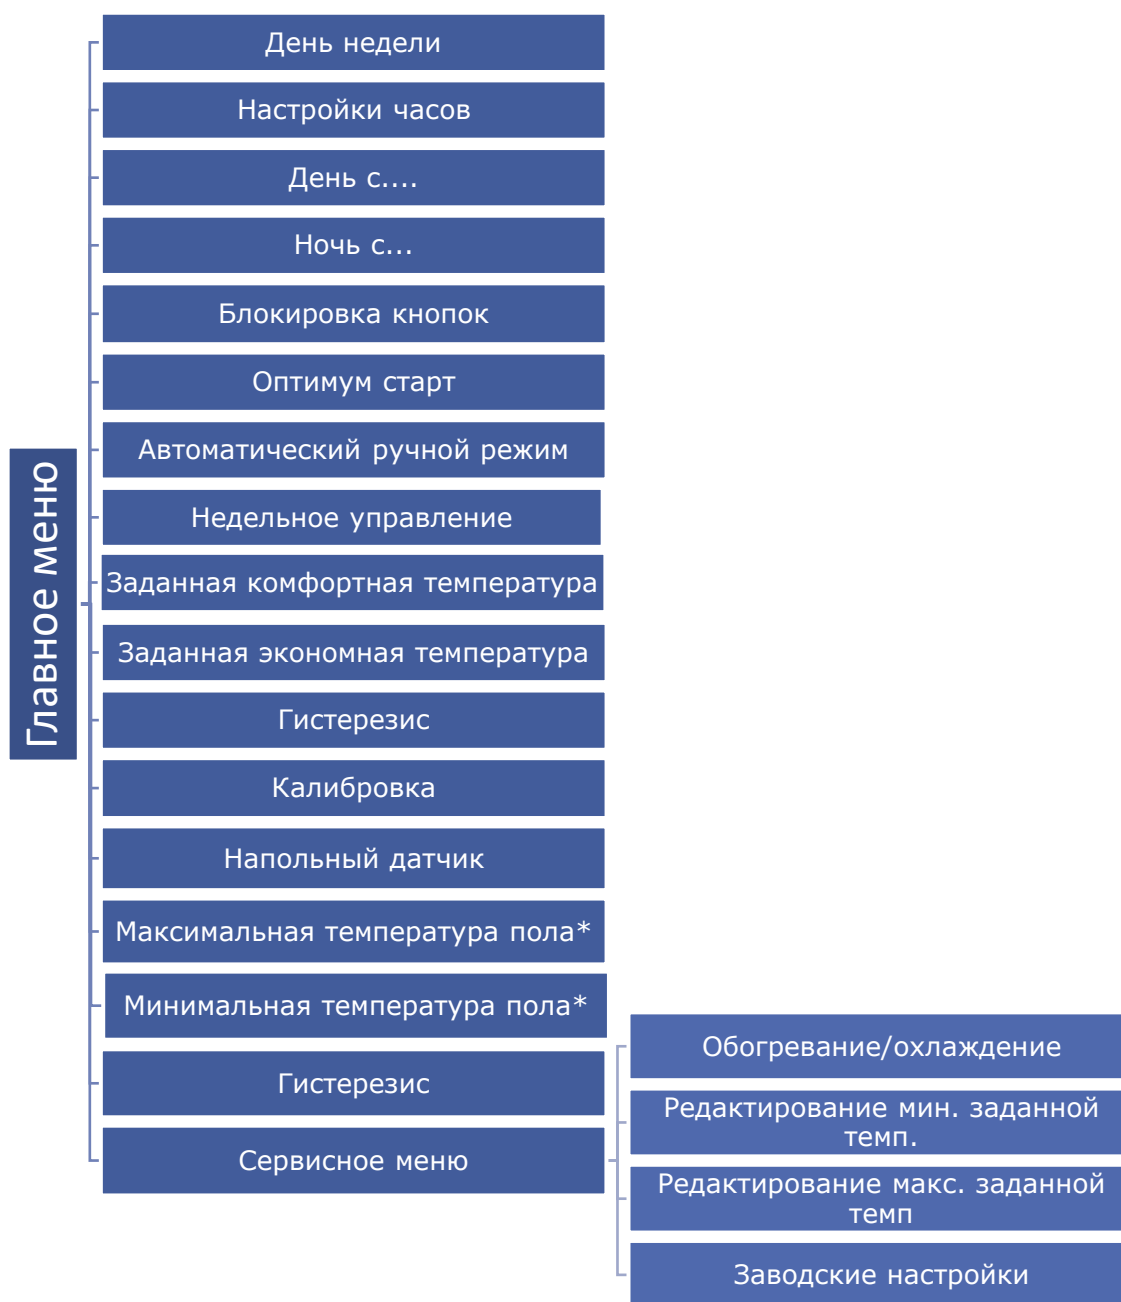 Главное меню
День недели
Настройки часов
День с....
Ночь с...
Блокировка кнопок
Оптимум старт
Автоматический ручной режим
Недельное управление
Заданная комфортная температура
Заданная экономная температура
Гистерезис
Калибровка
Напольный датчик
Максимальная температура пола*
Минимальная температура пола*
Гистерезис
Сервисное меню
Обогревание/охлаждение
Редактирование мин. заданной
темп.
Редактирование макс. заданной
темп
Заводские настройки